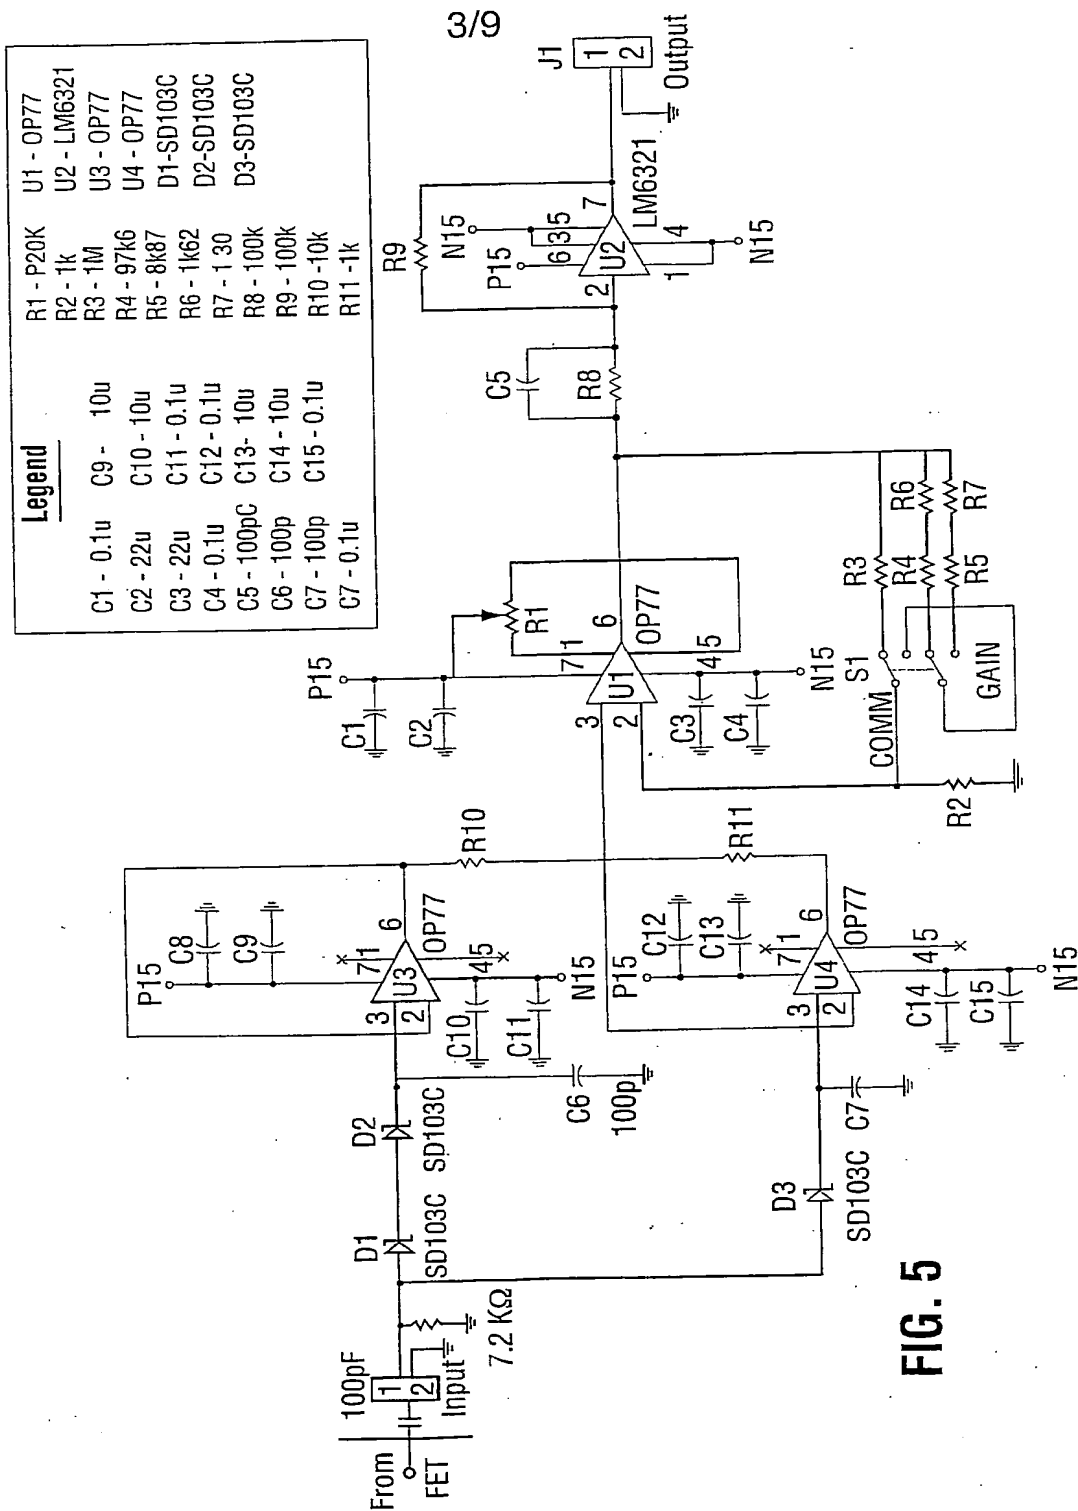 3/9
Legend
C1 - 0.1u C9 - 10u R1 - P20K U1 - OP77
C2 - 22u C10 - 10u R2 - 1k U2 - LM6321
C3 - 22u C11 - 0.1u R3 - 1M U3 - OP77
C4 - 0.1u C12 - 0.1u R4 - 97k6 U4 - OP77
C5 - 100pC C13- 10u R5 - 8k87 D1-SD103C
C6 - 100p C14 - 10u R6 - 1k62 D2-SD103C
C7 - 100p C15 - 0.1u R7 - 1 30 D3-SD103C
C7 - 0.1u R8 - 100k
R9 - 100k
R10 -10k
R11 -1k
From
FET
100pF
1
2
Input
7.2 KΩ
D1
SD103C
D2
SD103C
D3
SD103C
C6
100p
C7
P15
C8
C9
3
2
U3
7
1
6
OP77
4
5
C10
C11
N15
R10
R11
P15
C12
C13
3
2
U4
7
1
6
OP77
4
5
C14
C15
N15
P15
C1
C2
R1
3
2
U1
7
1
6
OP77
4
5
C3
C4
N15
COMM
S1
GAIN
R2
R3
R4
R5
R6
R7
C5
R8
R9
P15
N15
2
6
3
5
U2
7
LM6321
1
4
N15
J1
1
2
Output
FIG. 5